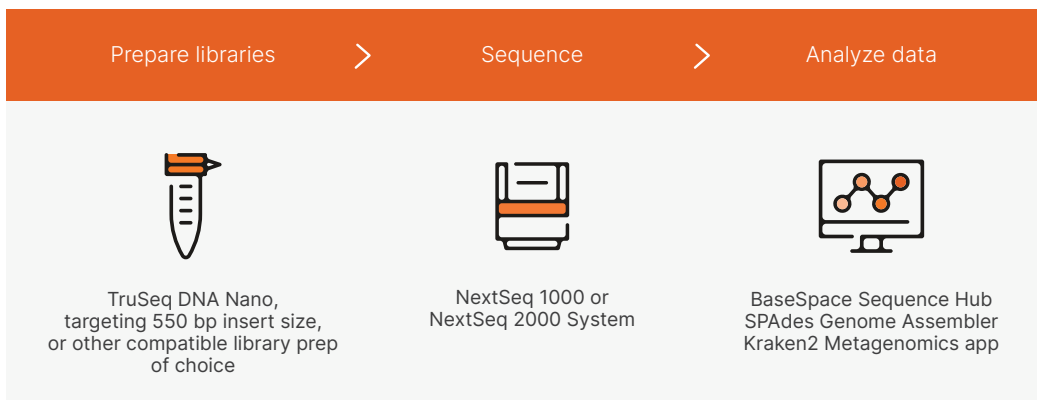 Prepare libraries
Sequence
Analyze data
TruSeq DNA Nano,
targeting 550 bp insert size,
or other compatible library prep
of choice
NextSeq 1000 or
NextSeq 2000 System
BaseSpace Sequence Hub
SPAdes Genome Assembler
Kraken2 Metagenomics app